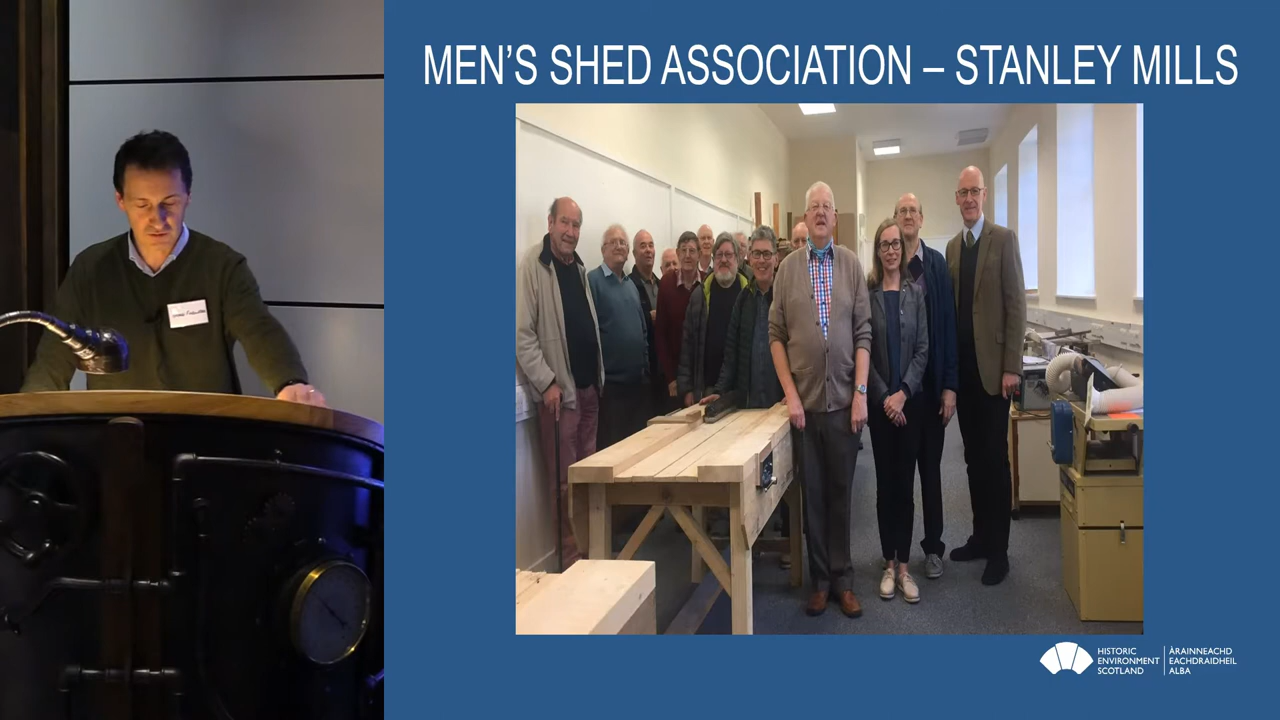 MEN’S SHED ASSOCIATION – STANLEY MILLS
HISTORIC
ENVIRONMENT
SCOTLAND
ÀRAINNEACHD
EACHDRAIDHEIL
ALBA